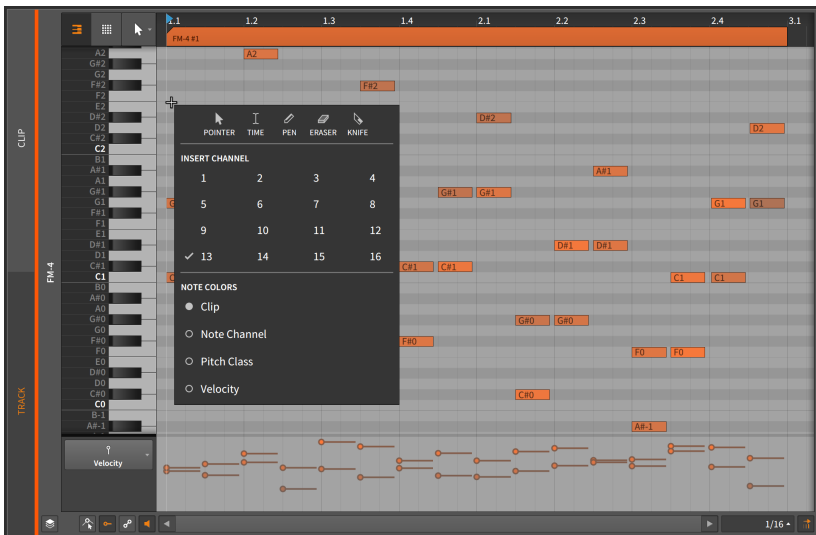 1.1 1.2 1.3 1.4 2.1 2.2 2.3 2.4 3.1
FM-4 #1
A2 A2
G#2
G2
F#2 F#2
F2
E2
D#2 D#2
D2 D2
C#2
C2
B1
A#1 A#1
A1
G#1 G#1 G#1
G1 G G1 G1
F#1
F1
E1
D#1 D#1 D#1
D1
C#1 C#1 C#1
C1 C C1 C1
B0
A#0
A0
G#0 G#0 G#0
G0
F#0 F#0
F0 F0 F0
E0
D#0
D0
C#0 C#0
C0
B-1
A#-1 A#-1
CLIP
TRACK
FM-4
POINTER TIME PEN ERASER KNIFE
INSERT CHANNEL
1 2 3 4
5 6 7 8
9 10 11 12
13 14 15 16
NOTE COLORS
Clip
Note Channel
Pitch Class
Velocity
Velocity
1/16